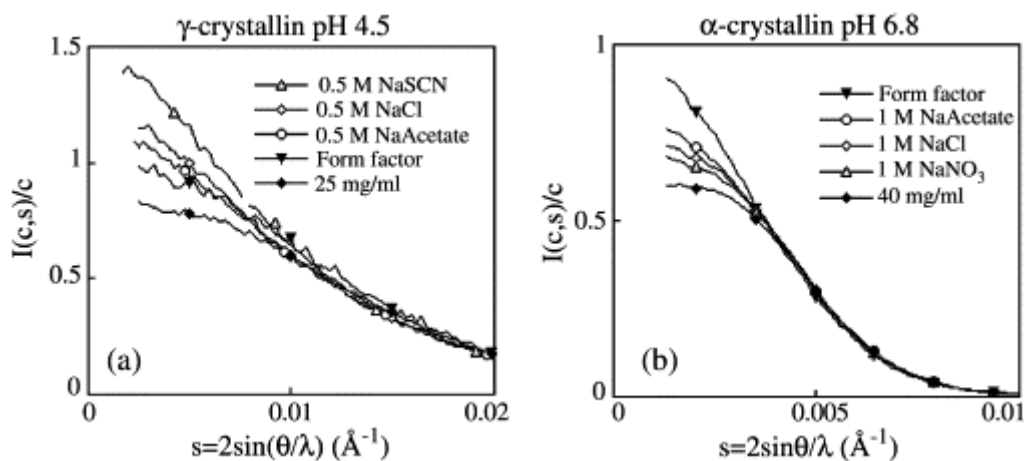 γ-crystallin pH 4.5
1.5
1
0.5
0
I(c,s)/c
0.5 M NaSCN
0.5 M NaCl
0.5 M NaAcetate
Form factor
25 mg/ml
(a)
0
0.01
0.02
s=2sin(θ/λ) (Å⁻¹)
α-crystallin pH 6.8
1
0.5
0
I(c,s)/c
Form factor
1 M NaAcetate
1 M NaCl
1 M NaNO₃
40 mg/ml
(b)
0
0.005
0.01
s=2sinθ/λ (Å⁻¹)